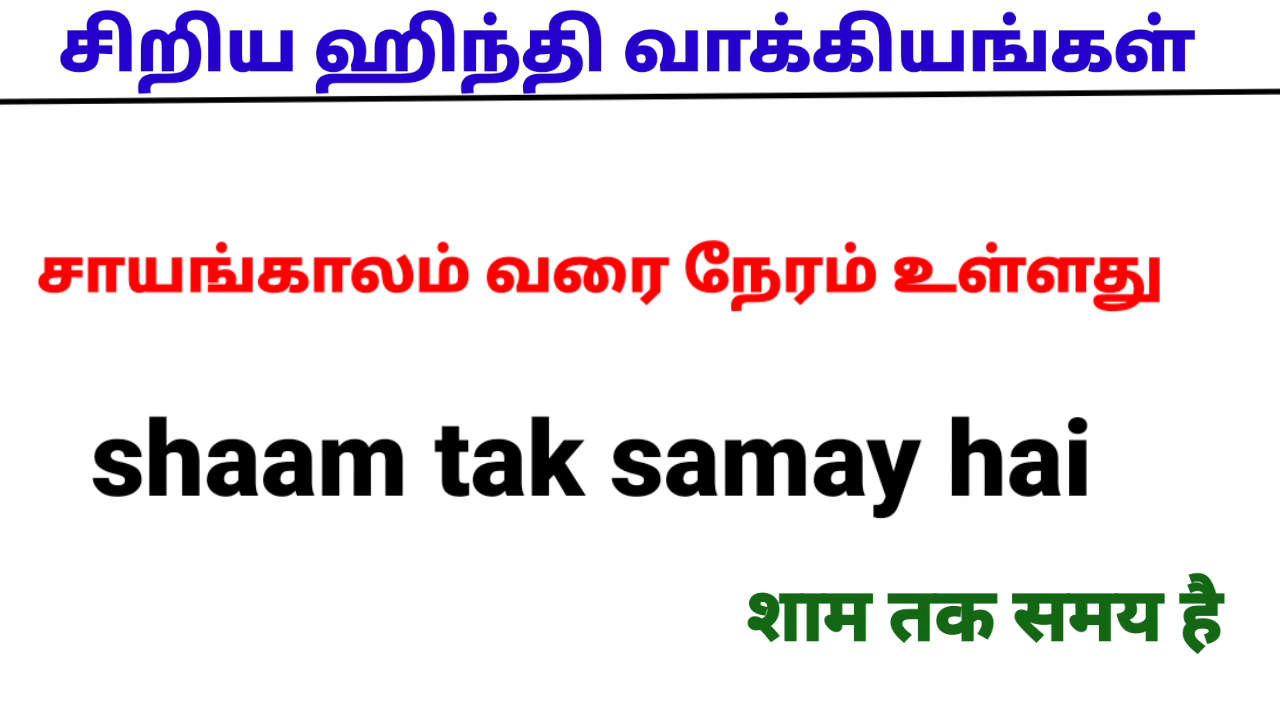 சிறிய ஹிந்தி வாக்கியங்கள்
சாயங்காலம் வரை நேரம் உள்ளது
shaam tak samay hai
शाम तक समय है